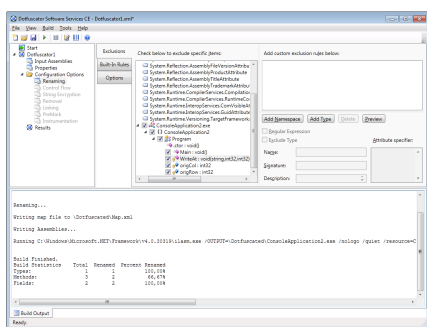 Dotfuscator Software Services CE - Dotfuscator1.xml*
File View Build Tools Help
Start
Dotfuscator1
Input Assemblies
Properties
Configuration Options
Renaming
Control Flow
String Encryption
Removal
Linking
PreMark
Instrumentation
Results
Exclusions
Built-In Rules
Options
Check below to exclude specific items:
System.Reflection.AssemblyFileVersionAttribu
System.Reflection.AssemblyProductAttribute
System.Reflection.AssemblyTitleAttribute
System.Reflection.AssemblyTrademarkAttribut
System.Runtime.CompilerServices.Compilation
System.Runtime.CompilerServices.RuntimeCo
System.Runtime.InteropServices.ComVisibleA
System.Runtime.InteropServices.GuidAttribute
System.Runtime.Versioning.TargetFramework
ConsoleApplication2.exe
ConsoleApplication2
Program
.ctor : void()
Main : void()
WriteAt : void(string,int32,int32)
origCol : int32
origRow : int32
Add custom exclusion rules below:
Add Namespace Add Type Delete Preview
Regular Expression
Exclude Type
Attribute specifier:
Name:
Signature:
Description:
Renaming...
Writing map file to \Dotfuscated\Map.xml
Writing Assemblies...
Running C:\Windows\Microsoft.NET\Framework\v4.0.30319\ilasm.exe /OUTPUT=\Dotfuscated\ConsoleApplication2.exe /nologo /quiet /resource=C
Build Finished.
Build Statistics Total Renamed Percent Renamed
Types: 1 1 100,00%
Methods: 3 2 66,67%
Fields: 2 2 100,00%
Build Output
Ready.